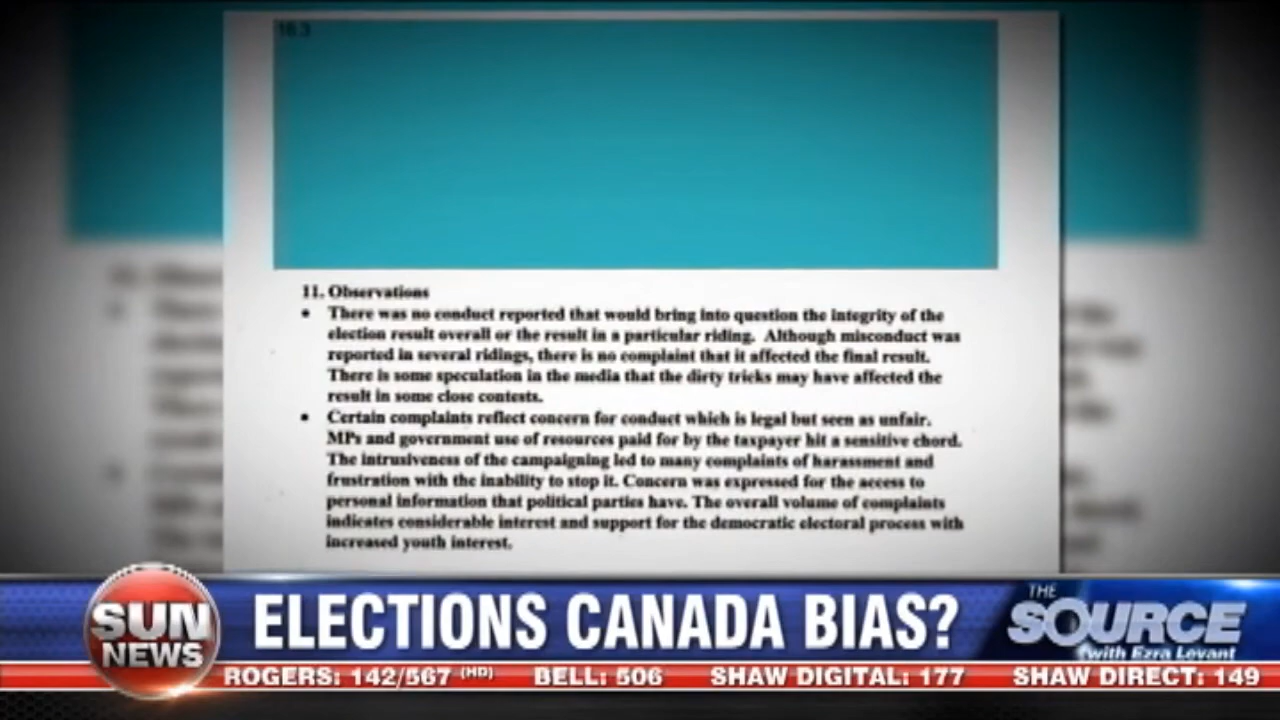 16.3
11. Observations
• There was no conduct reported that would bring into question the integrity of the
election result overall or the result in a particular riding. Although misconduct was
reported in several ridings, there is no complaint that it affected the final result.
There is some speculation in the media that the dirty tricks may have affected the
result in some close contests.
• Certain complaints reflect concern for conduct which is legal but seen as unfair.
MPs and government use of resources paid for by the taxpayer hit a sensitive chord.
The intrusiveness of the campaigning led to many complaints of harassment and
frustration with the inability to stop it. Concern was expressed for the access to
personal information that political parties have. The overall volume of complaints
indicates considerable interest and support for the democratic electoral process with
increased youth interest.
SUN
NEWS
ELECTIONS CANADA BIAS?
THE
SOURCE
with Ezra Levant
ROGERS: 142/567 (HD) BELL: 506 SHAW DIGITAL: 177 SHAW DIRECT: 149